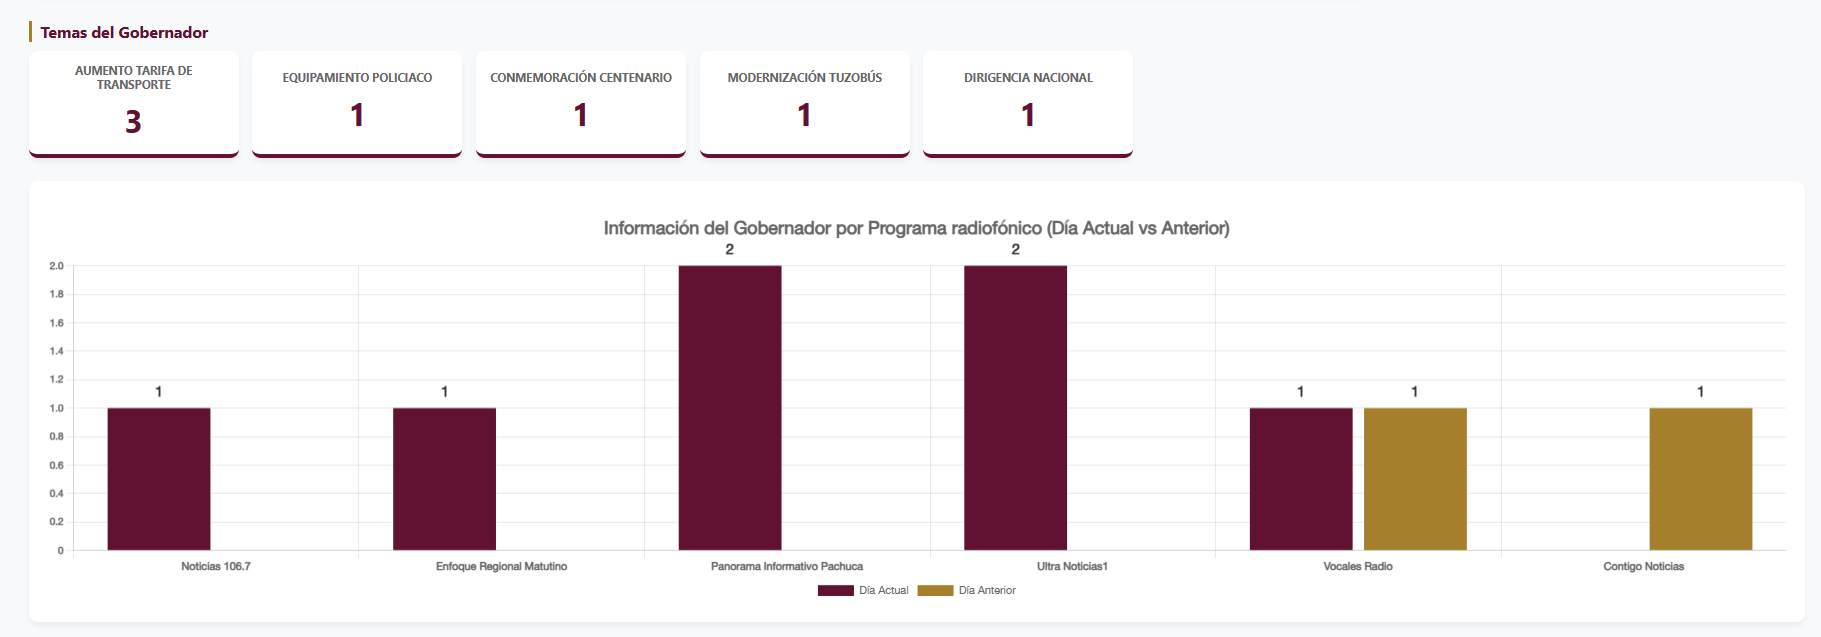 Temas del Gobernador
AUMENTO TARIFA DE
TRANSPORTE
3
EQUIPAMIENTO POLICIACO
1
CONMEMORACIÓN CENTENARIO
1
MODERNIZACIÓN TUZOBÚS
1
DIRIGENCIA NACIONAL
1
Información del Gobernador por Programa radiofónico (Día Actual vs Anterior)
2 2
2.0
1.8
1.6
1.4
1.2
1 1 1 1 1
1.0
0.8
0.6
0.4
0.2
0
Noticias 106.7 Enfoque Regional Matutino Panorama Informativo Pachuca Ultra Noticias1 Vocales Radio Contigo Noticias
Día Actual Día Anterior